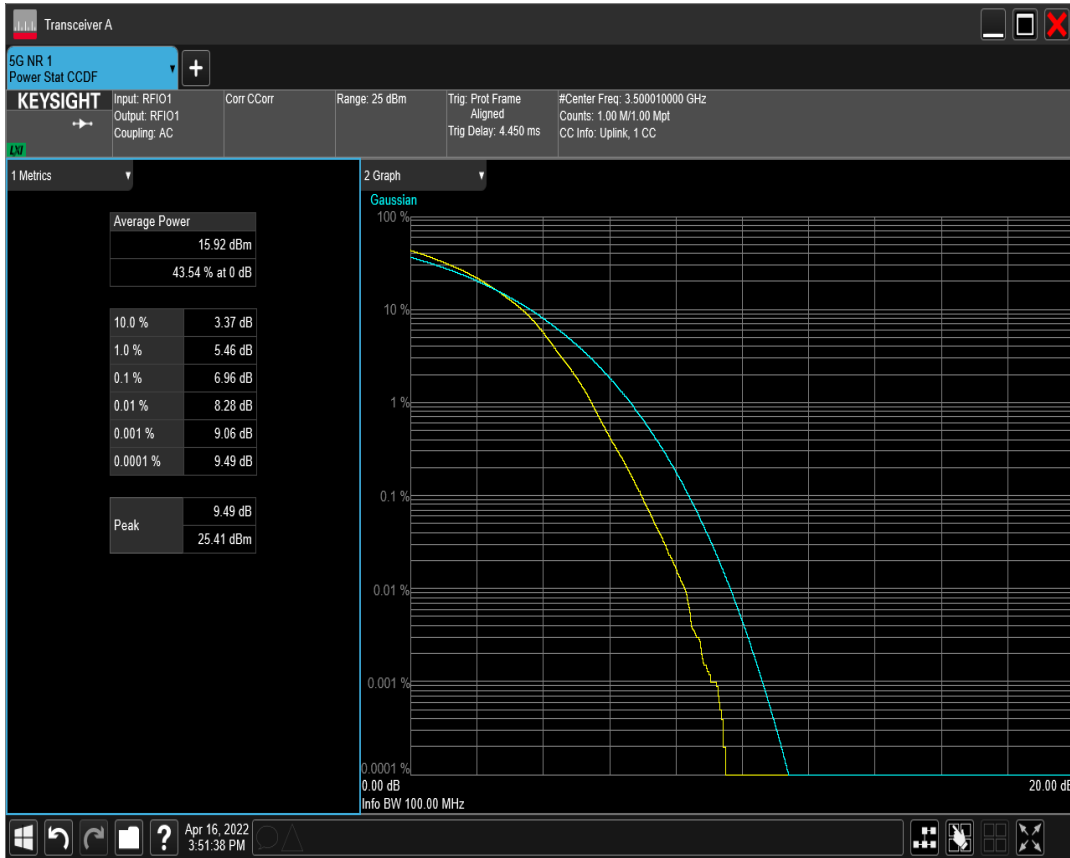 Transceiver A
5G NR 1
Power Stat CCDF
KEYSIGHT
LXI
Input: RFIO1
Output: RFIO1
Coupling: AC
Corr CCorr
Range: 25 dBm
Trig: Prot Frame
Aligned
Trig Delay: 4.450 ms
#Center Freq: 3.500010000 GHz
Counts: 1.00 M/1.00 Mpt
CC Info: Uplink, 1 CC
1 Metrics
Average Power
15.92 dBm
43.54 % at 0 dB
10.0 % 3.37 dB
1.0 % 5.46 dB
0.1 % 6.96 dB
0.01 % 8.28 dB
0.001 % 9.06 dB
0.0001 % 9.49 dB
Peak
9.49 dB
25.41 dBm
2 Graph
Gaussian
100 %
10 %
1 %
0.1 %
0.01 %
0.001 %
0.0001 %
0.00 dB
20.00 dB
Info BW 100.00 MHz
?
Apr 16, 2022
3:51:38 PM